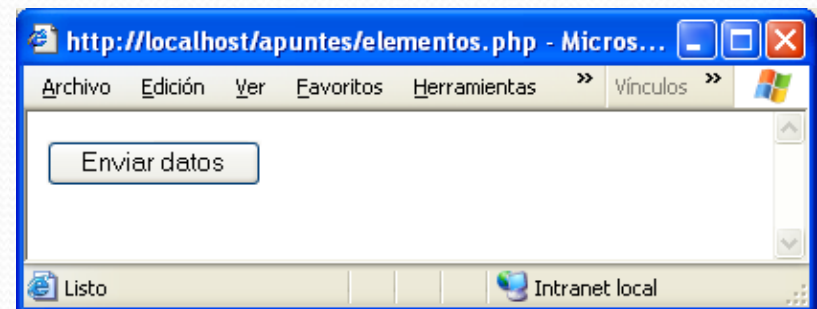 http://localhost/apuntes/elementos.php - Micros...
Archivo Edición Ver Favoritos Herramientas » Vínculos »
Enviar datos
Listo Intranet local